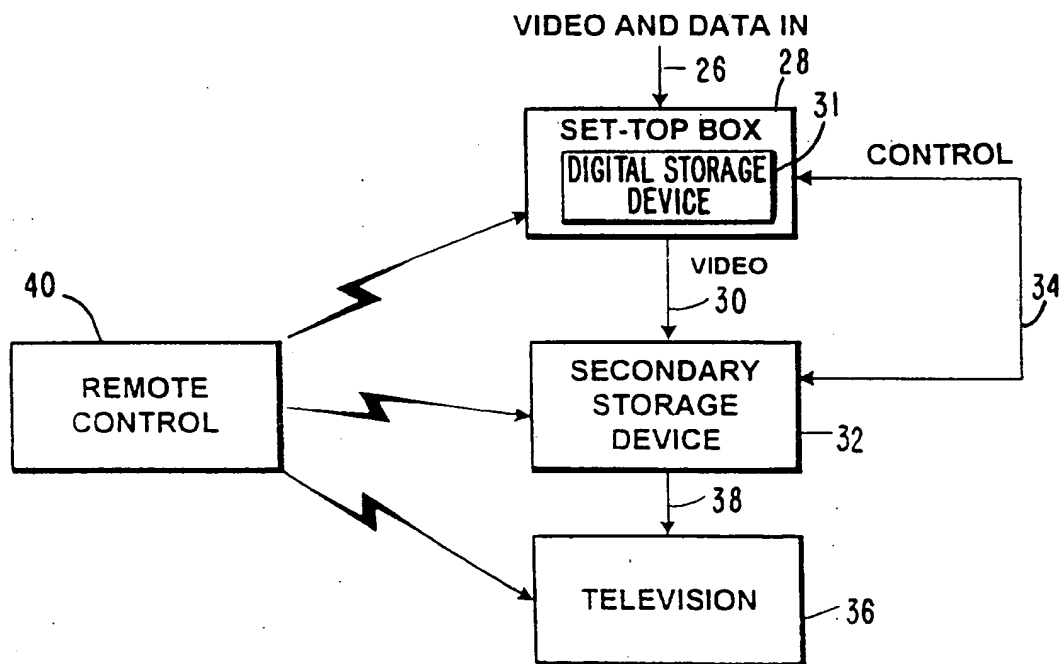 VIDEO AND DATA IN
26
28
SET-TOP BOX
31
DIGITAL STORAGE
DEVICE
CONTROL
VIDEO
30
34
40
REMOTE
CONTROL
SECONDARY
STORAGE
DEVICE
32
38
TELEVISION
36